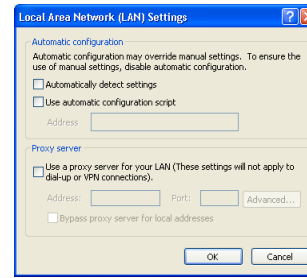 Local Area Network (LAN) Settings
Automatic configuration
Automatic configuration may override manual settings. To ensure the
use of manual settings, disable automatic configuration.
Automatically detect settings
Use automatic configuration script
Address
Proxy server
Use a proxy server for your LAN (These settings will not apply to
dial-up or VPN connections).
Address: Port: Advanced...
Bypass proxy server for local addresses
OK Cancel